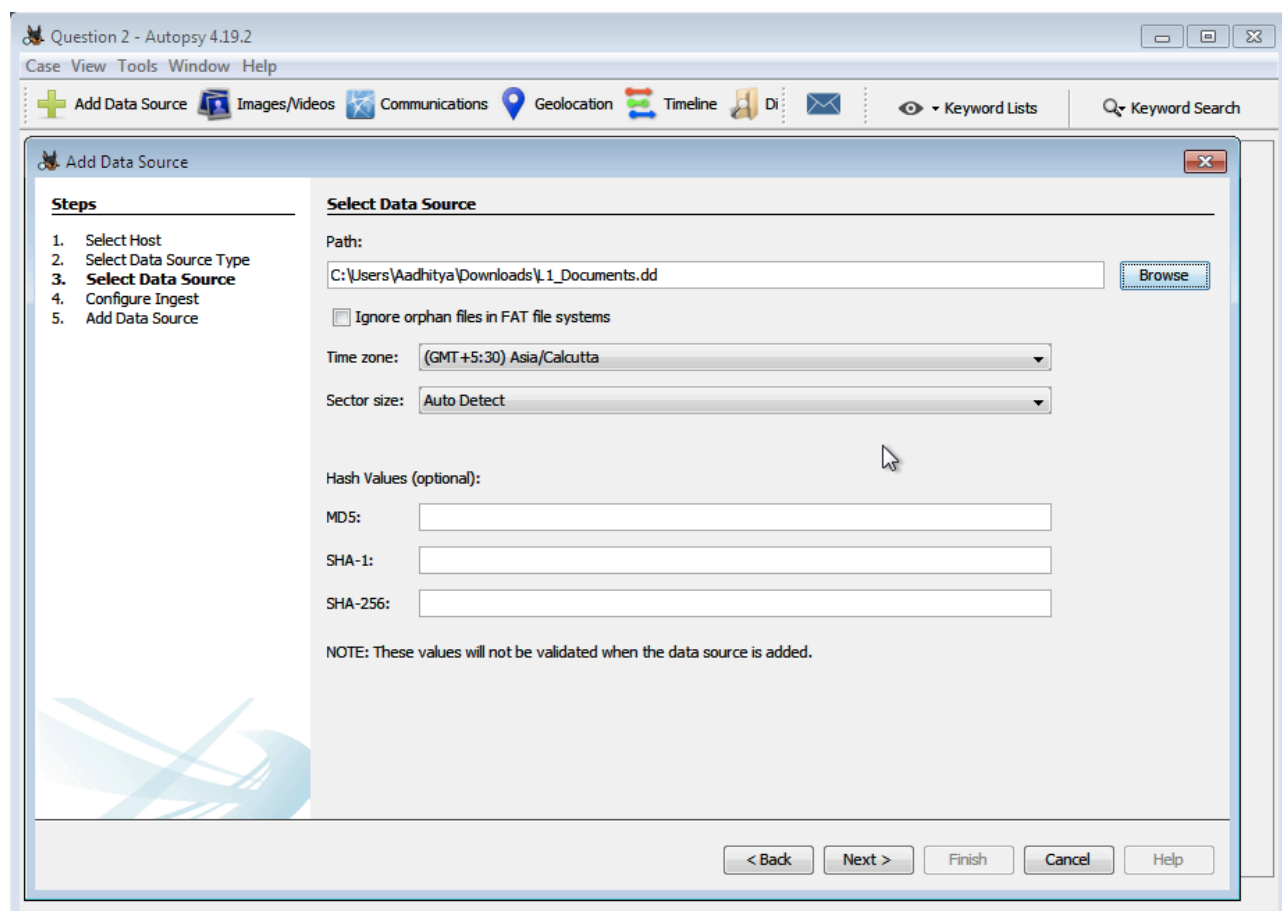 Question 2 - Autopsy 4.19.2
Case View Tools Window Help
Add Data Source Images/Videos Communications Geolocation Timeline Di Keyword Lists Keyword Search
Add Data Source
Steps
1. Select Host
2. Select Data Source Type
3. Select Data Source
4. Configure Ingest
5. Add Data Source
Select Data Source
Path:
C:\Users\Aadhitya\Downloads\L1_Documents.dd Browse
Ignore orphan files in FAT file systems
Time zone: (GMT+5:30) Asia/Calcutta
Sector size: Auto Detect
Hash Values (optional):
MD5:
SHA-1:
SHA-256:
NOTE: These values will not be validated when the data source is added.
< Back Next > Finish Cancel Help